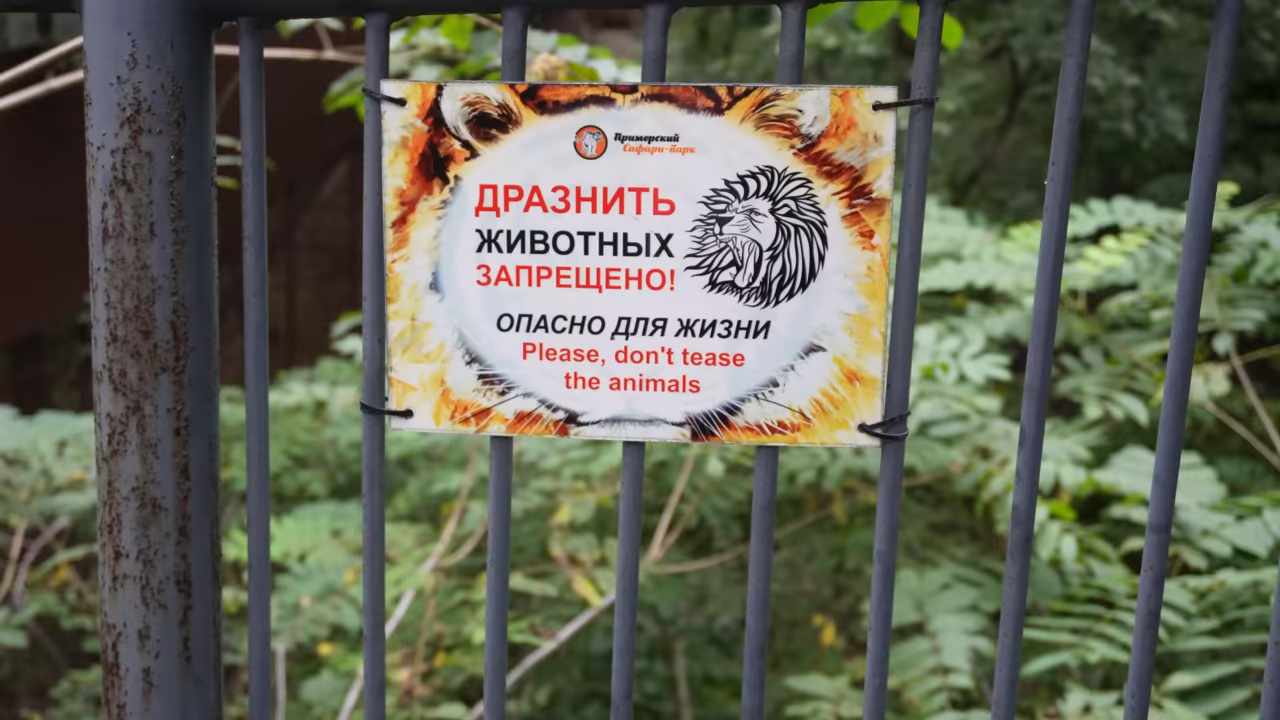 Приморский
Сафари-парк
ДРАЗНИТЬ
ЖИВОТНЫХ
ЗАПРЕЩЕНО!
ОПАСНО ДЛЯ ЖИЗНИ
Please, don't tease
the animals